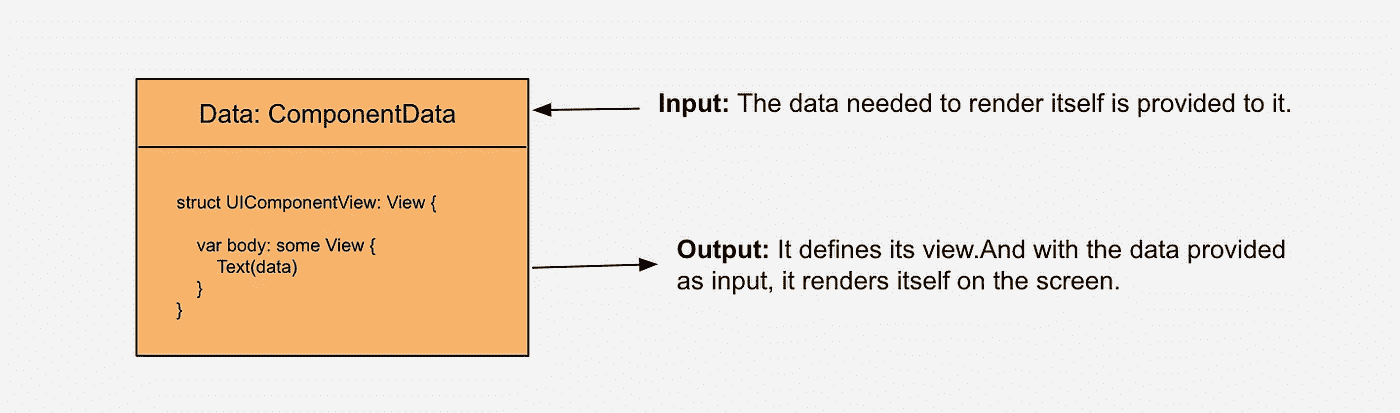 Data: ComponentData
struct UIComponentView: View {
var body: some View {
Text(data)
}
}
Input: The data needed to render itself is provided to it.
Output: It defines its view.And with the data provided
as input, it renders itself on the screen.